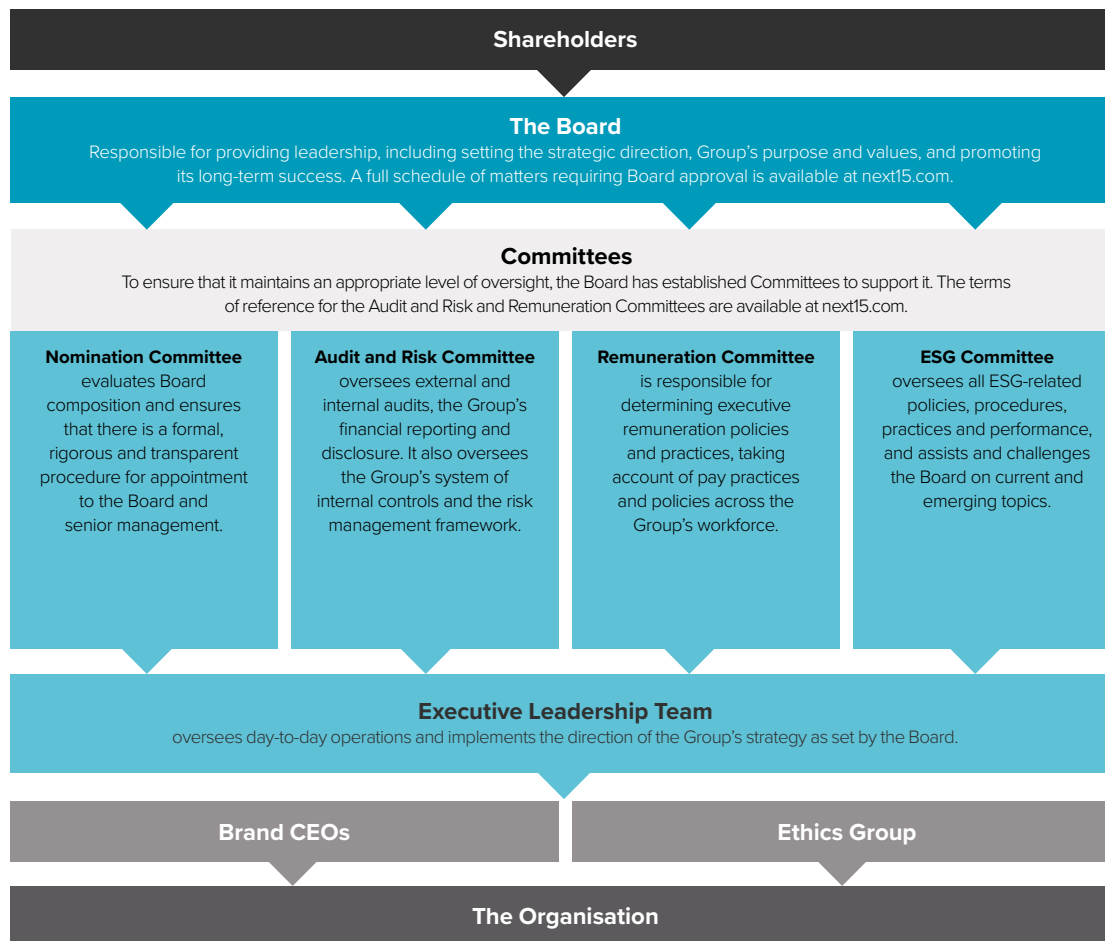 Shareholders
The Board
Responsible for providing leadership, including setting the strategic direction, Group’s purpose and values, and promoting
its long-term success. A full schedule of matters requiring Board approval is available at next15.com.
Committees
To ensure that it maintains an appropriate level of oversight, the Board has established Committees to support it. The terms
of reference for the Audit and Risk and Remuneration Committees are available at next15.com.
Nomination Committee
evaluates Board
composition and ensures
that there is a formal,
rigorous and transparent
procedure for appointment
to the Board and
senior management.
Audit and Risk Committee
oversees external and
internal audits, the Group’s
financial reporting and
disclosure. It also oversees
the Group’s system of
internal controls and the risk
management framework.
Remuneration Committee
is responsible for
determining executive
remuneration policies
and practices, taking
account of pay practices
and policies across the
Group’s workforce.
ESG Committee
oversees all ESG-related
policies, procedures,
practices and performance,
and assists and challenges
the Board on current and
emerging topics.
Executive Leadership Team
oversees day-to-day operations and implements the direction of the Group’s strategy as set by the Board.
Brand CEOs
Ethics Group
The Organisation